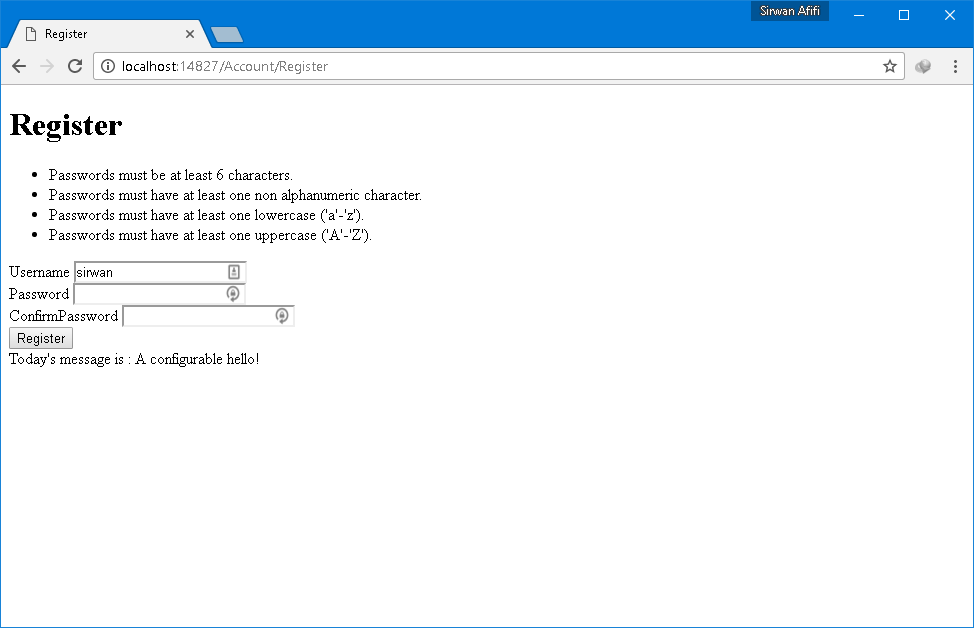 Sirwan Afifi
Register
localhost:14827/Account/Register
Register
Passwords must be at least 6 characters.
Passwords must have at least one non alphanumeric character.
Passwords must have at least one lowercase ('a'-'z').
Passwords must have at least one uppercase ('A'-'Z').
Username sirwan
Password
ConfirmPassword
Register
Today's message is : A configurable hello!